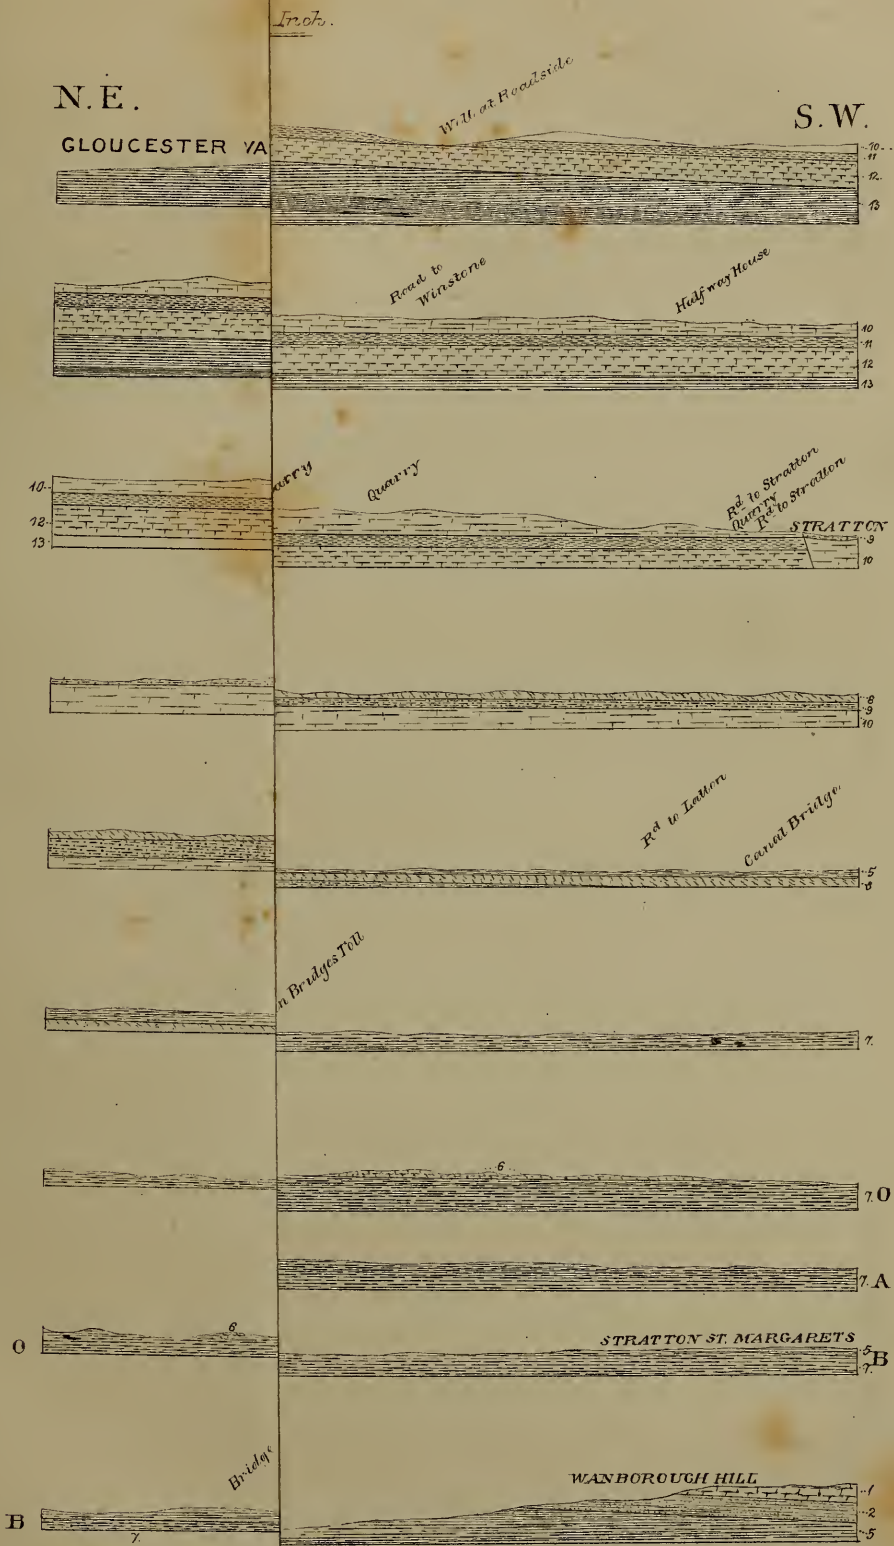 Inch.
N.E.
S.W.
Well at Roadside
GLOUCESTER VA
10
11
12
13
Road to
Winstone
Halfway House
10
11
12
13
arry
Quarry
Rd to Stratton
Quarry
Rd to Stratton
STRATTON
10
12
13
9
10
8
9
10
Rd to Latton
Canal Bridge
5
8
n Bridges Toll
7.
6
7. O
7. A
O
6
STRATTON ST. MARGARETS
5
7.
B
Bridge
WANBOROUGH HILL
1
2
5
B
7.